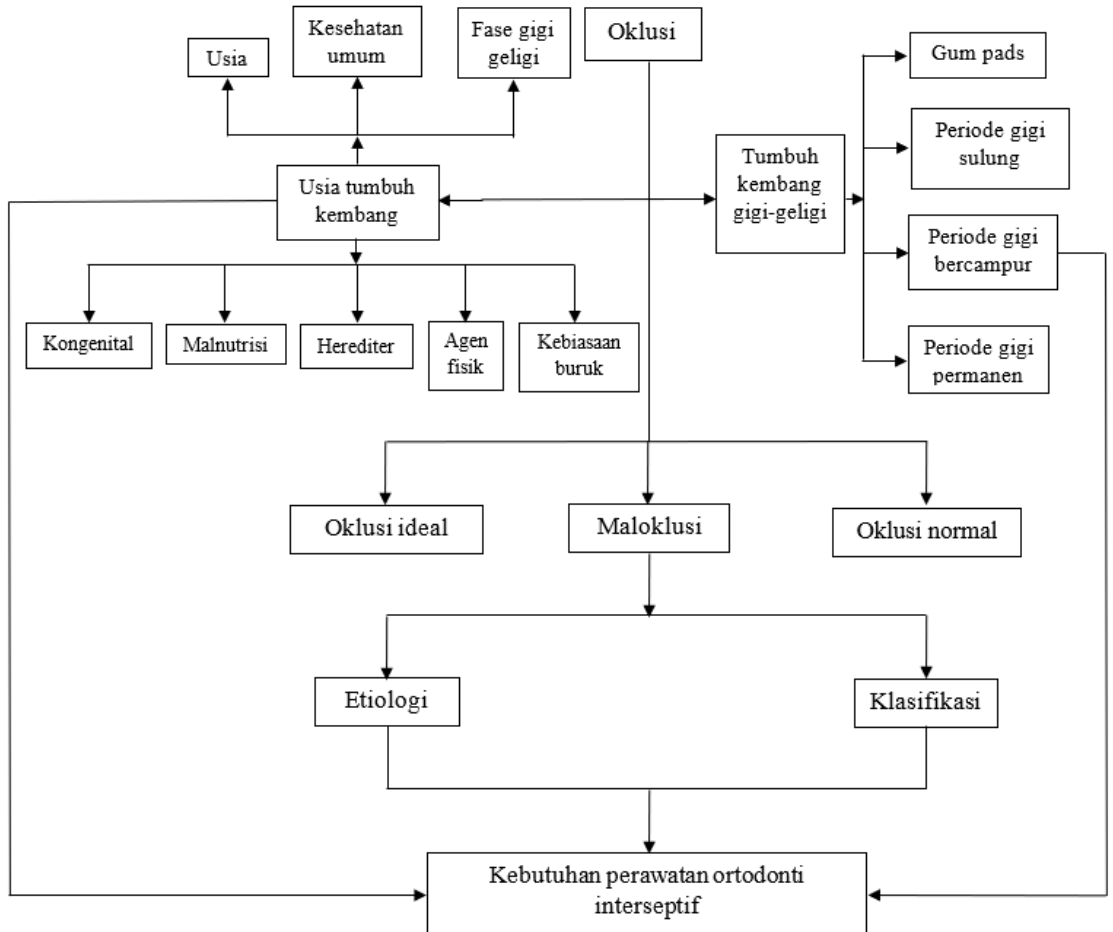 Usia
Kesehatan
umum
Fase gigi
geligi
Oklusi
Gum pads
Periode gigi
sulung
Usia tumbuh
kembang
Tumbuh
kembang
gigi-geligi
Periode gigi
bercampur
Periode gigi
permanen
Kongenital
Malnutrisi
Herediter
Agen
fisik
Kebiasaan
buruk
Oklusi ideal
Maloklusi
Oklusi normal
Etiologi
Klasifikasi
Kebutuhan perawatan ortodonti
interseptif